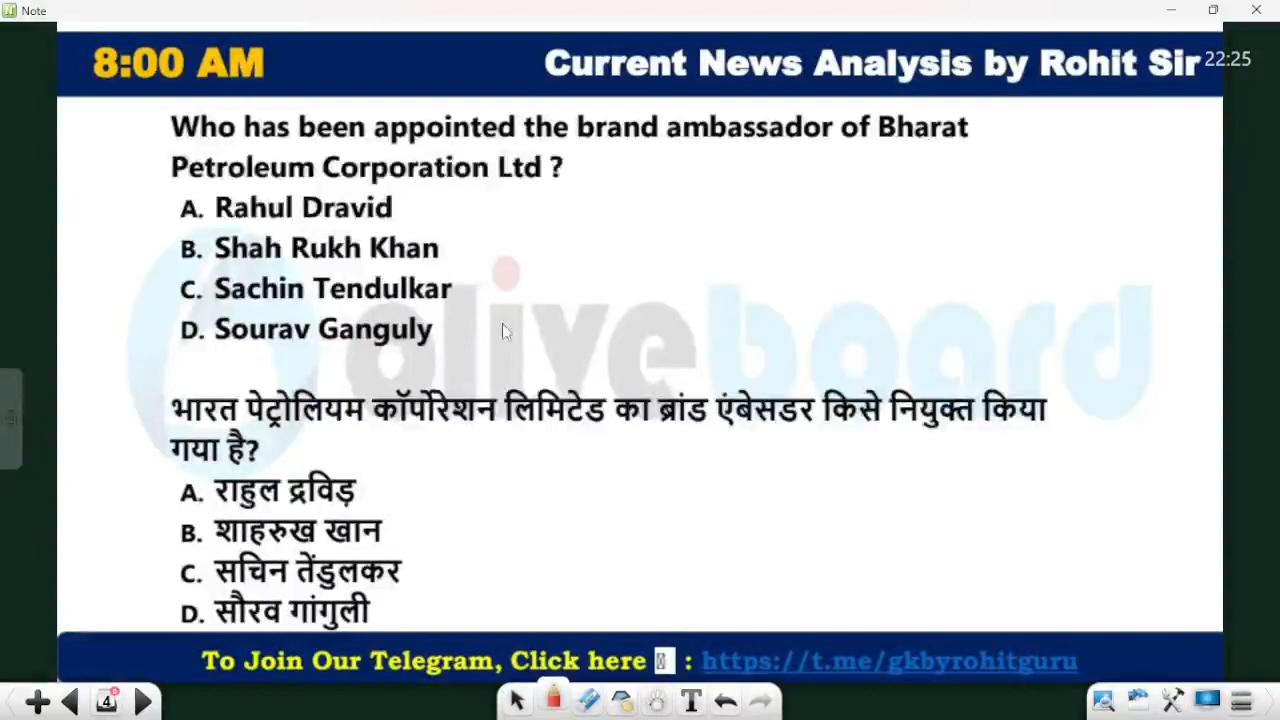 Note
8:00 AM
Current News Analysis by Rohit Sir
22:25
Who has been appointed the brand ambassador of Bharat
Petroleum Corporation Ltd ?
A. Rahul Dravid
B. Shah Rukh Khan
C. Sachin Tendulkar
D. Sourav Ganguly
oliveboard
भारत पेट्रोलियम कॉर्पोरेशन लिमिटेड का ब्रांड एंबेसडर किसे नियुक्त किया
गया है?
A. राहुल द्रविड़
B. शाहरुख खान
C. सचिन तेंडुलकर
D. सौरव गांगुली
To Join Our Telegram, Click here : https://t.me/gkbyrohitguru
4
T